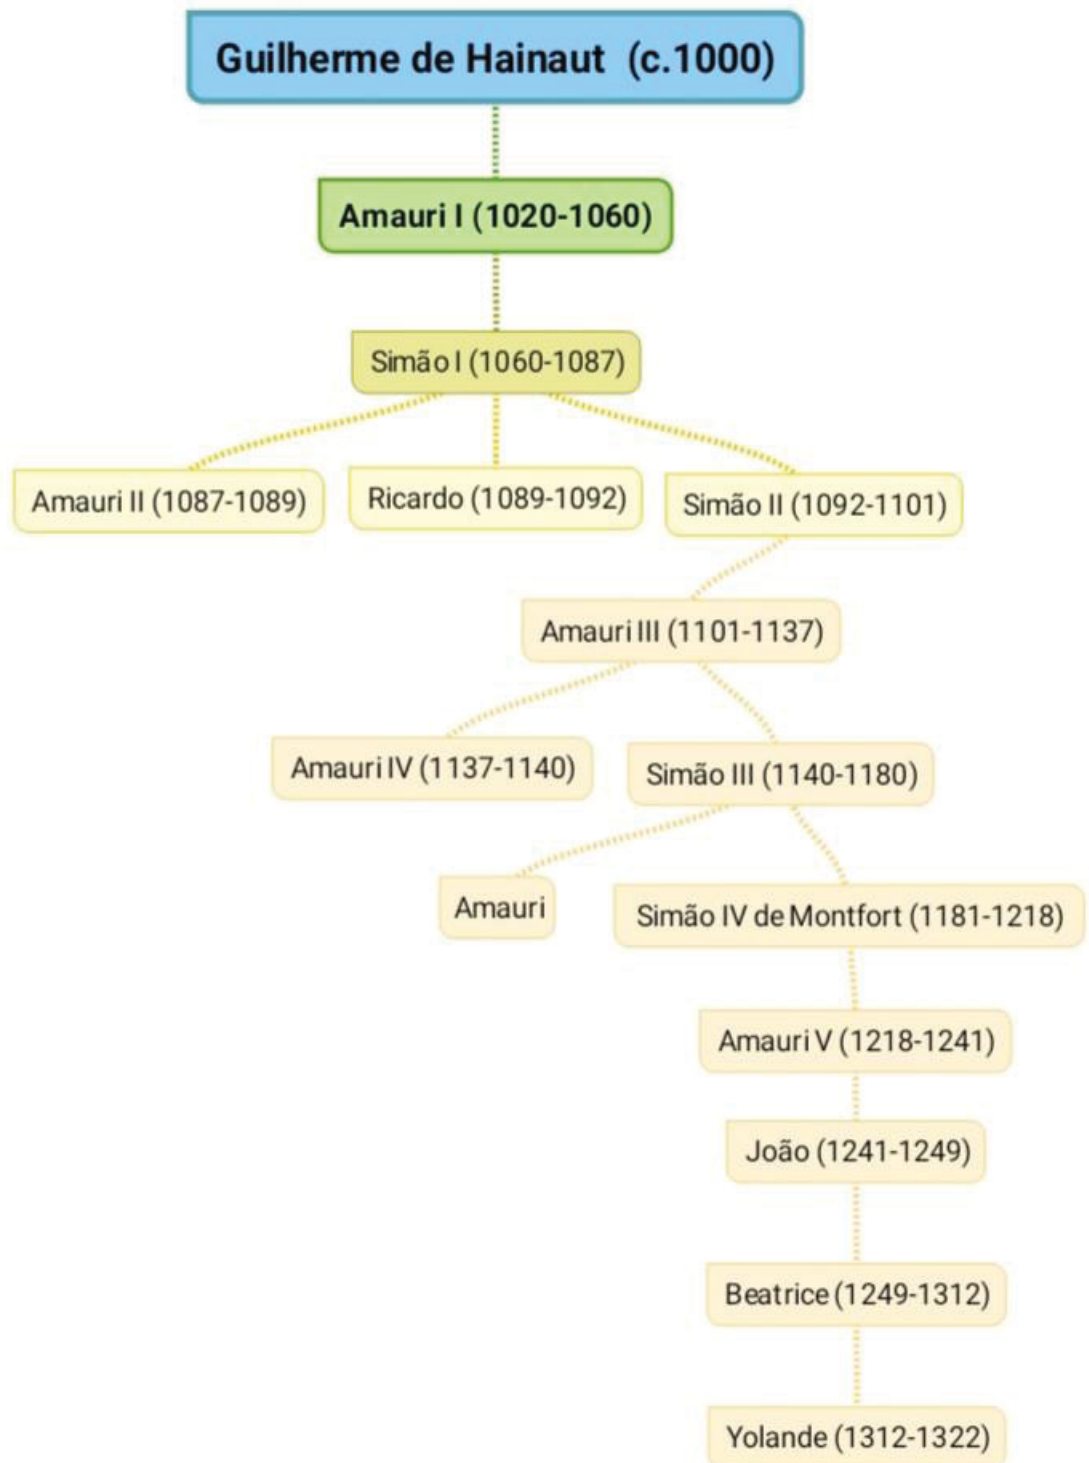 Guilherme de Hainaut (c.1000)
Amauri I (1020-1060)
Simão I (1060-1087)
Amauri II (1087-1089)
Ricardo (1089-1092)
Simão II (1092-1101)
Amauri III (1101-1137)
Amauri IV (1137-1140)
Simão III (1140-1180)
Amauri
Simão IV de Montfort (1181-1218)
Amauri V (1218-1241)
João (1241-1249)
Beatrice (1249-1312)
Yolande (1312-1322)